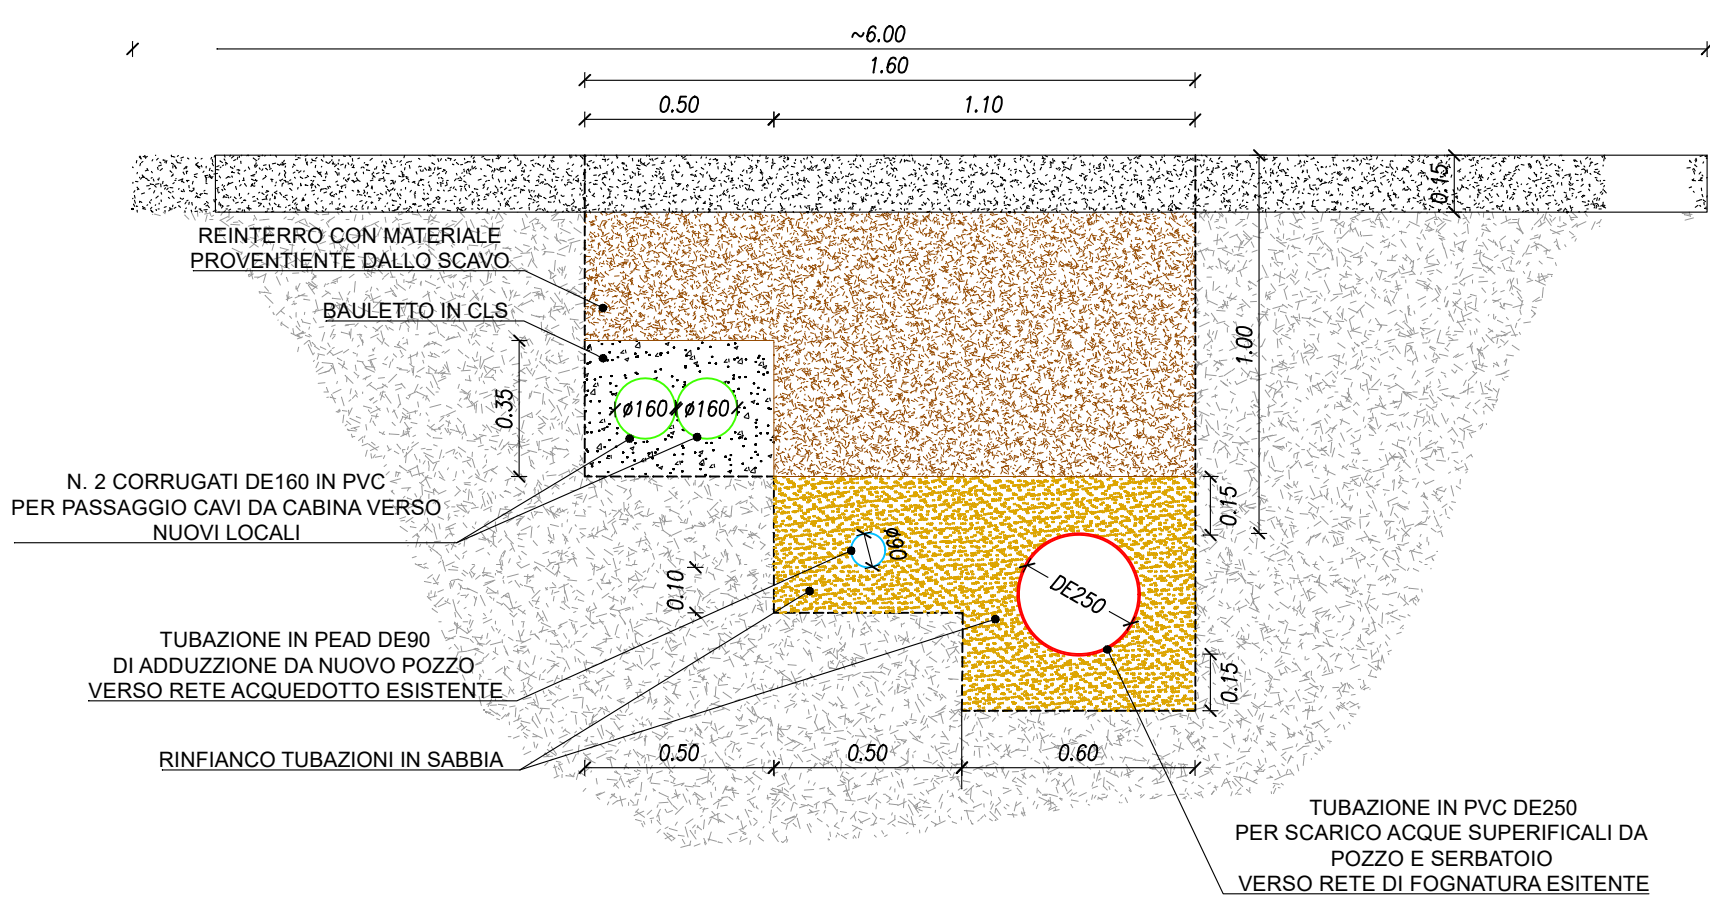 ~6.00
1.60
0.50
1.10
0.15
REINTERRO CON MATERIALE
PROVENTIENTE DALLO SCAVO
BAULETTO IN CLS
1.00
0.35
ø160
ø160
N. 2 CORRUGATI DE160 IN PVC
PER PASSAGGIO CAVI DA CABINA VERSO
NUOVI LOCALI
0.15
ø90
0.10
DE250
TUBAZIONE IN PEAD DE90
DI ADDUZZIONE DA NUOVO POZZO
VERSO RETE ACQUEDOTTO ESISTENTE
0.15
RINFIANCO TUBAZIONI IN SABBIA
0.50
0.50
0.60
TUBAZIONE IN PVC DE250
PER SCARICO ACQUE SUPERIFICALI DA
POZZO E SERBATOIO
VERSO RETE DI FOGNATURA ESITENTE